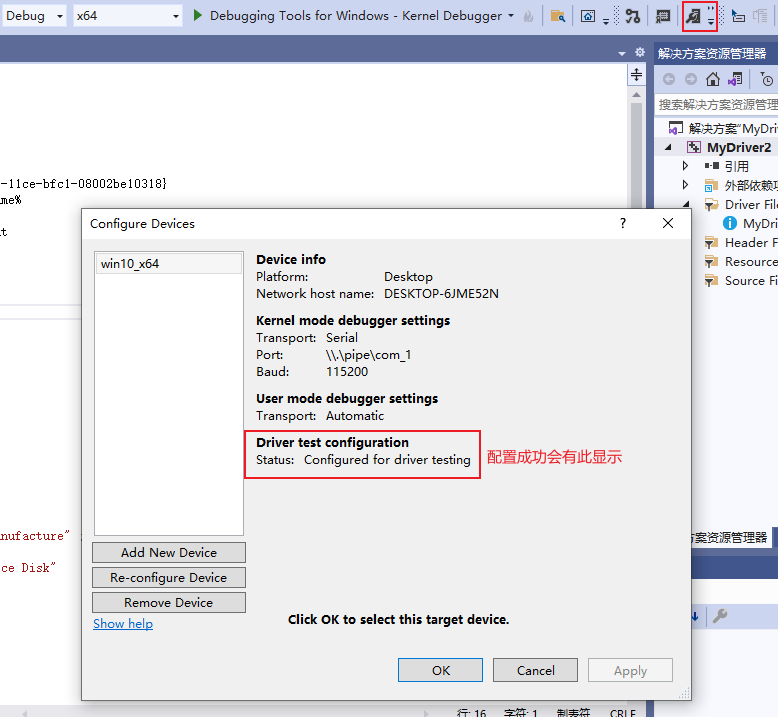 Debug x64 Debugging Tools for Windows - Kernel Debugger
解决方案资源管理器
搜索解决方案资源管理
解决方案"MyDri
MyDriver2
引用
外部依赖项
Driver File
MyDri
Header F
Resource
Source Fi
-11ce-bfc1-08002be10318}
me%
t
Configure Devices
win10_x64
Device info
Platform: Desktop
Network host name: DESKTOP-6JME52N
Kernel mode debugger settings
Transport: Serial
Port: \\.\pipe\com_1
Baud: 115200
User mode debugger settings
Transport: Automatic
Driver test configuration
Status: Configured for driver testing
配置成功会有此显示
nufacture"
ce Disk"
方案资源管理器
Add New Device
Re-configure Device
Remove Device
Show help
Click OK to select this target device.
OK Cancel Apply
行: 16 字符: 1 制表符 CRLF